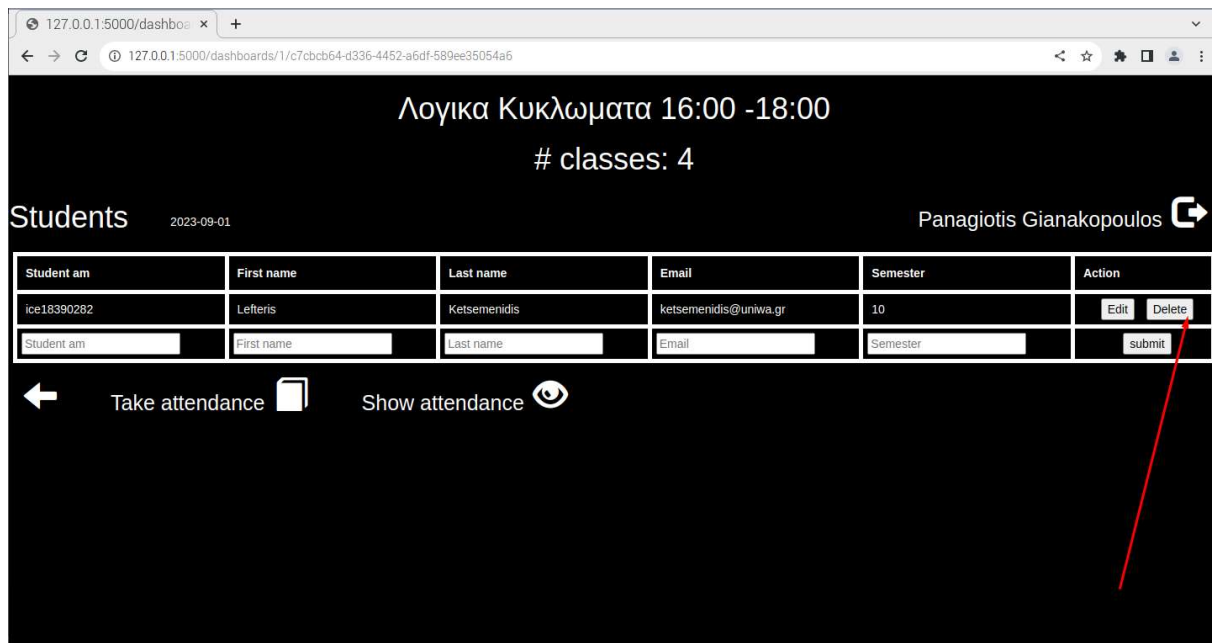 127.0.0.1:5000/dashboa
127.0.0.1:5000/dashboards/1/c7cbcb64-d336-4452-a6df-589ee35054a6
Λογικα Κυκλωματα 16:00 -18:00
# classes: 4
Students 2023-09-01 Panagiotis Gianakopoulos
Student am First name Last name Email Semester Action
ice18390282 Lefteris Ketsemenidis ketsemenidis@uniwa.gr 10 Edit Delete
Student am First name Last name Email Semester submit
Take attendance Show attendance